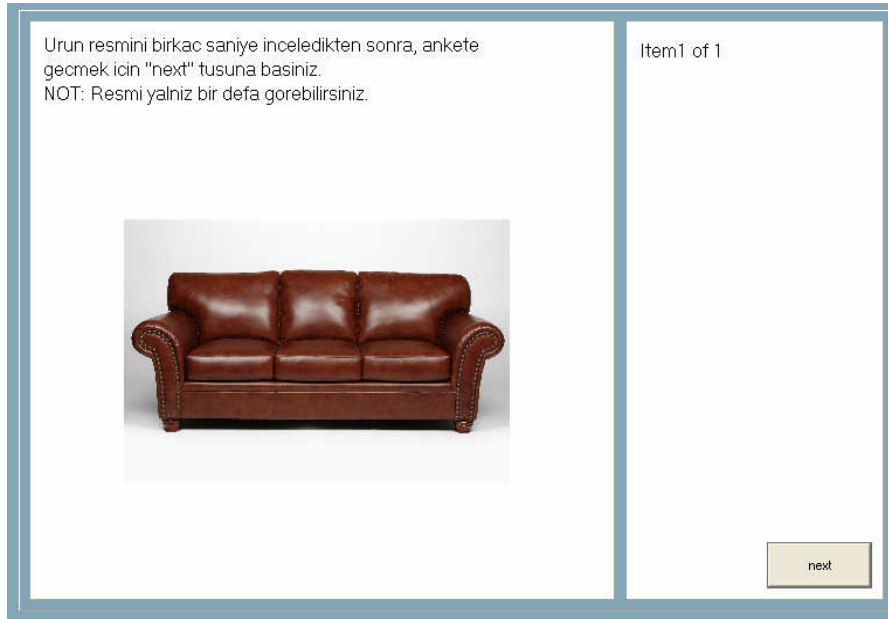 Urun resmini birkac saniye inceledikten sonra, ankete
gecmek icin "next" tusuna basiniz.
NOT: Resmi yalniz bir defa gorebilirsiniz.
Item1 of 1
next